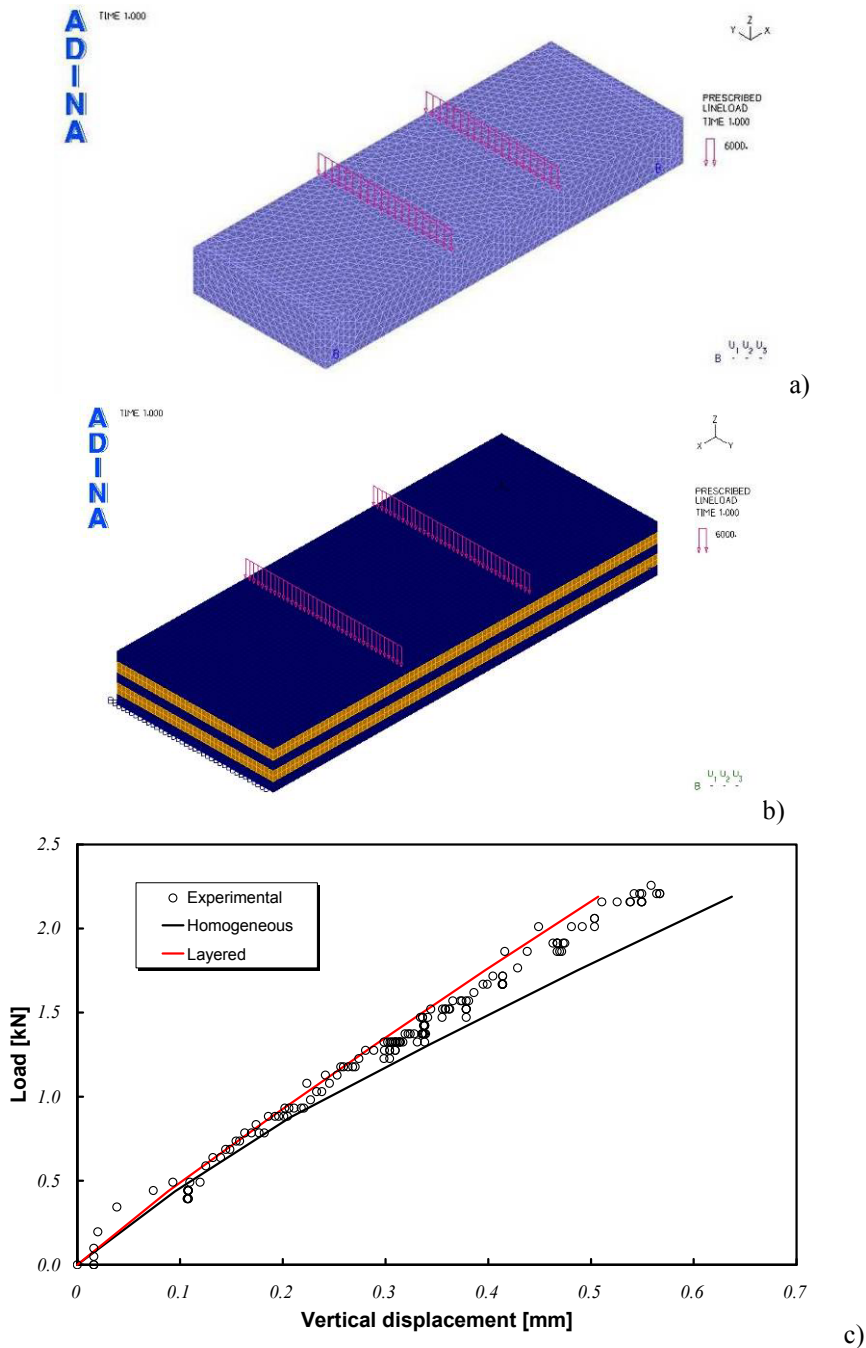 ADINA
TIME 1.000
Z
Y X
PRESCRIBED
LINELOAD
TIME 1.000
6000.
B
B
U1 U2 U3
B - - -
a)
ADINA
TIME 1.000
Z
X Y
PRESCRIBED
LINELOAD
TIME 1.000
6000.
B
U1 U2 U3
B - - -
b)
2.5
2.0
1.5
1.0
0.5
0.0
Load [kN]
Experimental
Homogeneous
Layered
0 0.1 0.2 0.3 0.4 0.5 0.6 0.7
Vertical displacement [mm]
c)